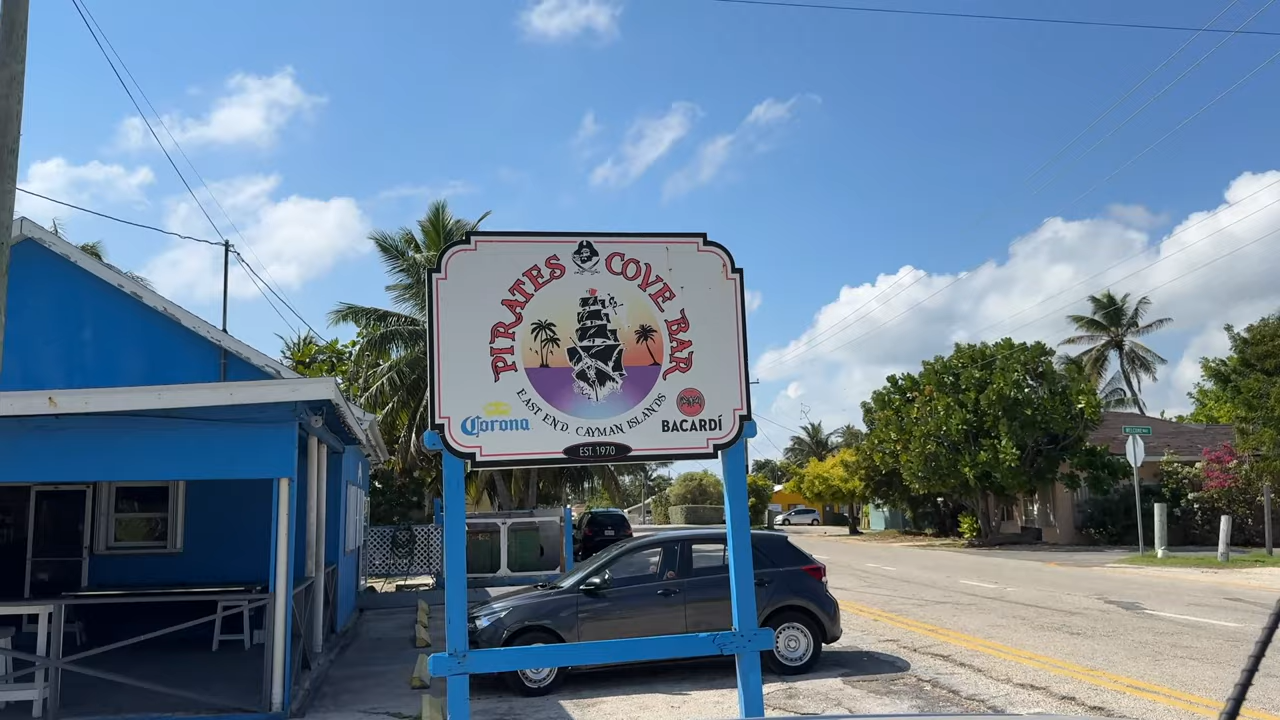 PIRATES COVE BAR
EAST END. CAYMAN ISLANDS
Corona
BACARDÍ
EST. 1970